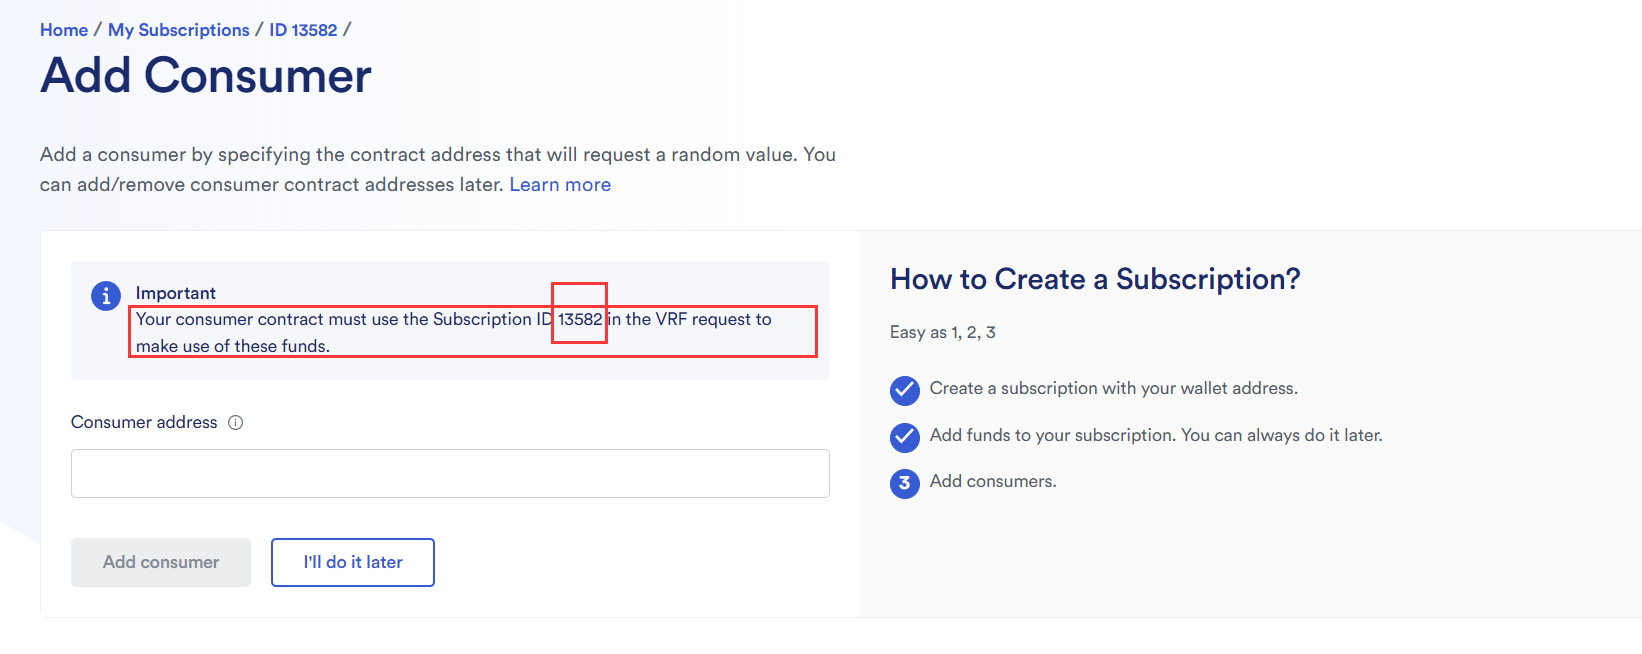 Home / My Subscriptions / ID 13582 /
Add Consumer
Add a consumer by specifying the contract address that will request a random value. You
can add/remove consumer contract addresses later. Learn more
Important
Your consumer contract must use the Subscription ID 13582 in the VRF request to
make use of these funds.
Consumer address
Add consumer
I'll do it later
How to Create a Subscription?
Easy as 1, 2, 3
Create a subscription with your wallet address.
Add funds to your subscription. You can always do it later.
3 Add consumers.